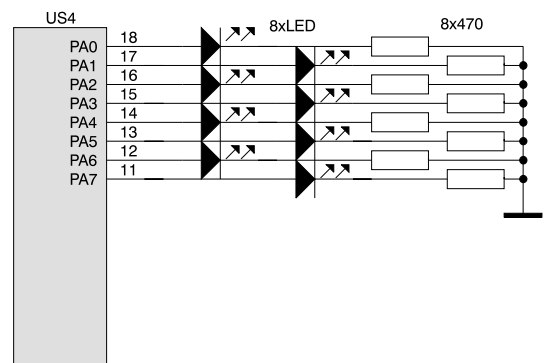 US4
8xLED
8x470
PA0 18
PA1 17
PA2 16
PA3 15
PA4 14
PA5 13
PA6 12
PA7 11